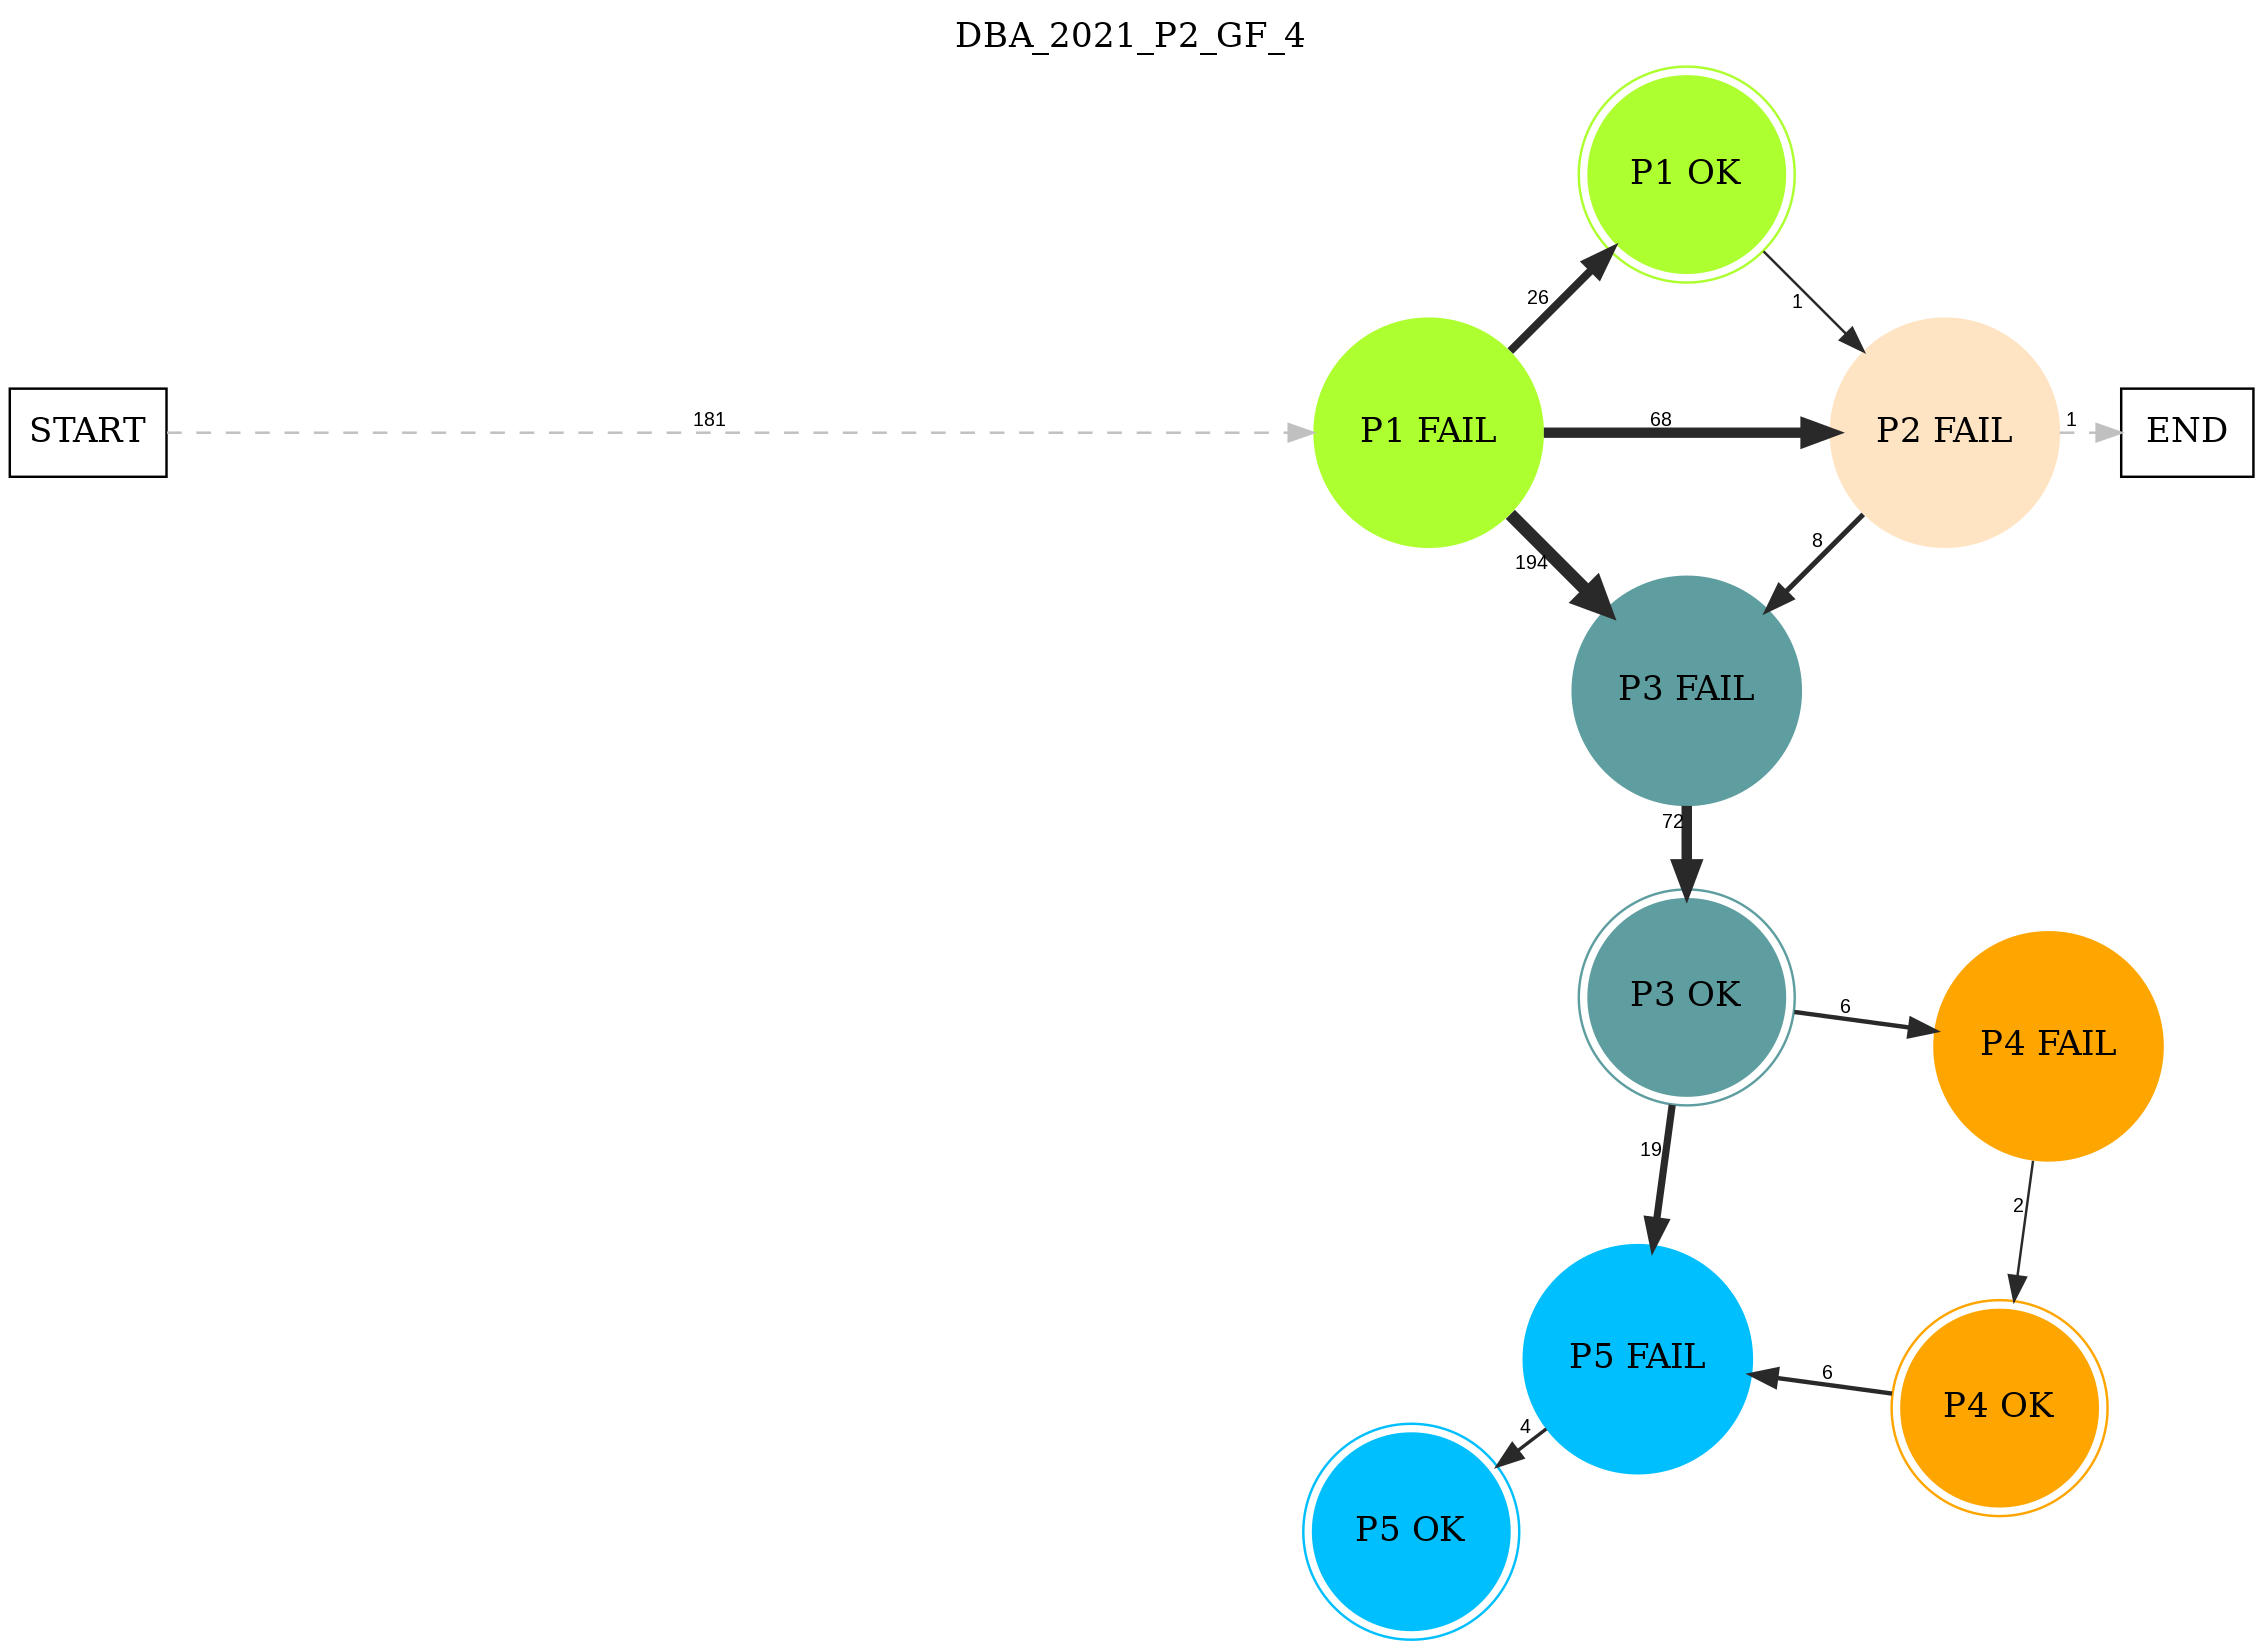 DBA_2021_P2_GF_4
P1 OK
26
1
START
181
P1 FAIL
68
P2 FAIL
1
END
194
8
P3 FAIL
72
P3 OK
6
P4 FAIL
19
2
P5 FAIL
6
P4 OK
4
P5 OK